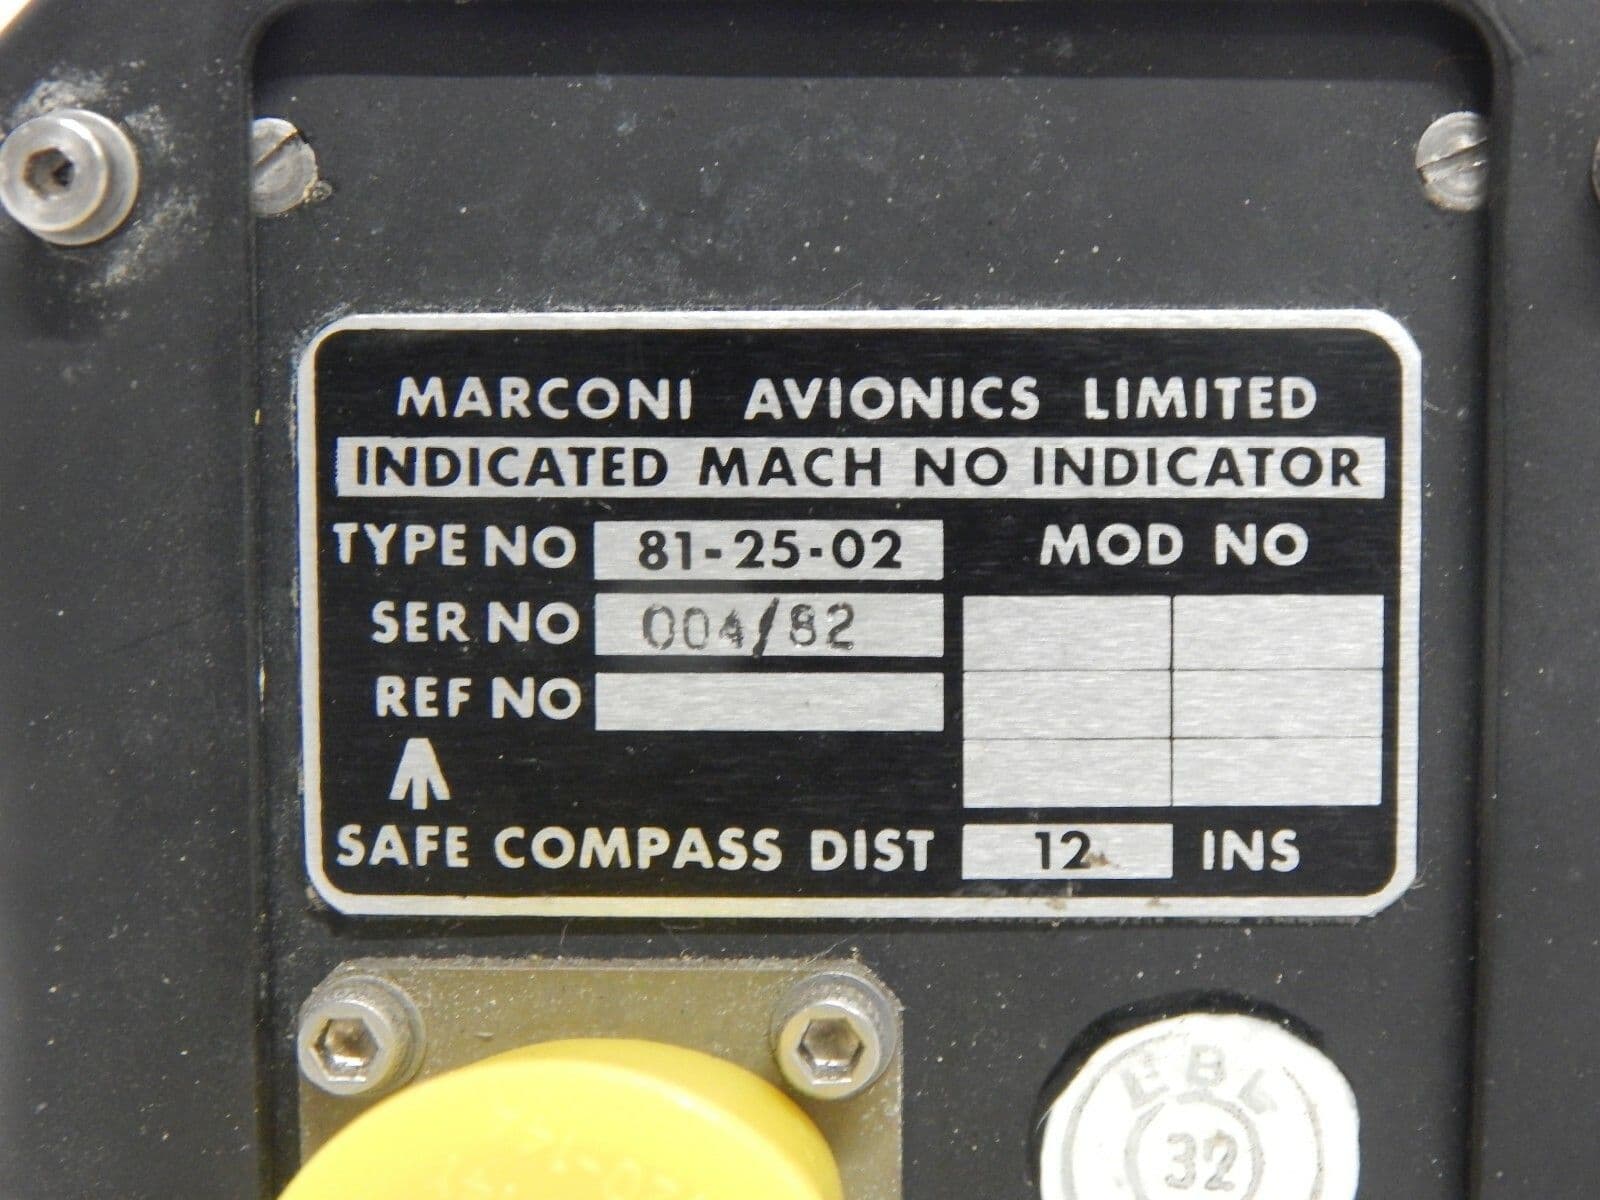 MARCONI AVIONICS LIMITED
INDICATED MACH NO INDICATOR
TYPE NO 81-25-02 MOD NO
SER NO 004/82
REF NO
SAFE COMPASS DIST 12 INS
32